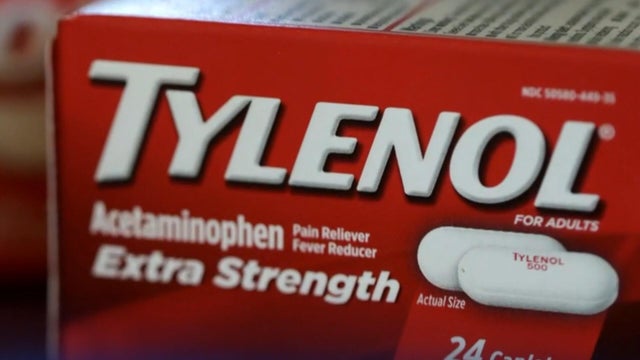 NDC 50580-449-35
TYLENOL®
FOR ADULTS
Acetaminophen
Pain Reliever
Fever Reducer
Extra Strength
TYLENOL
500
Actual Size
24